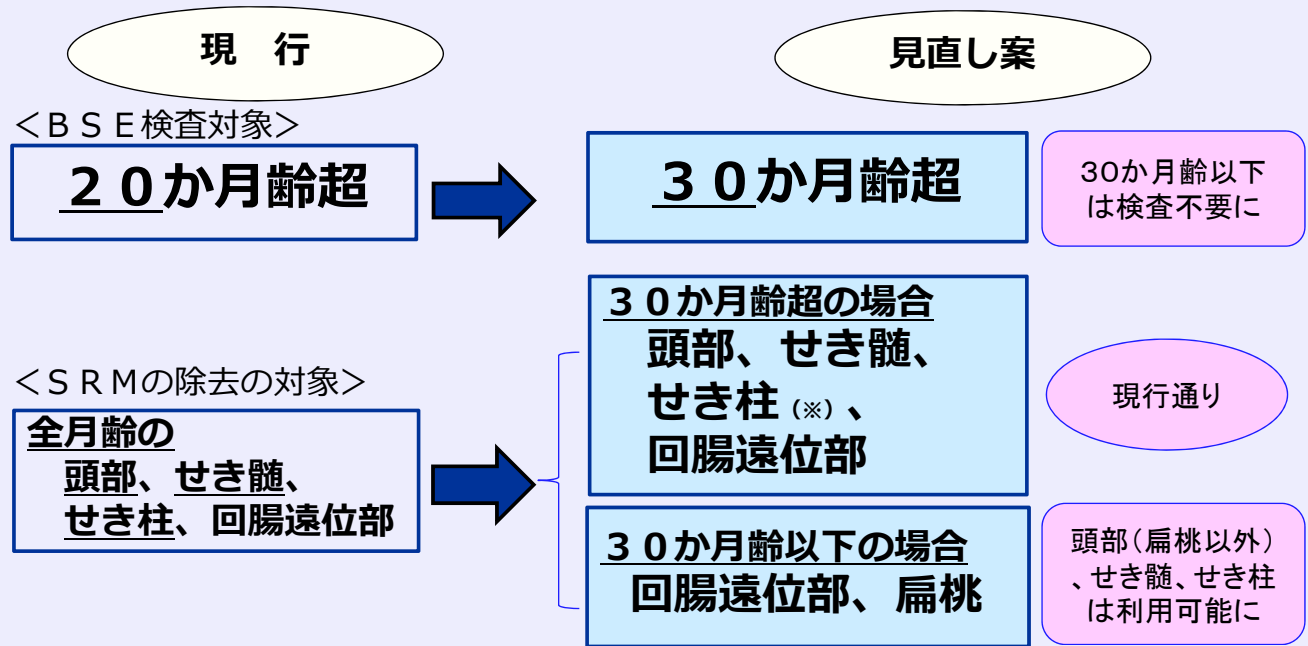 現　行
見直し案
＜ＢＳＥ検査対象＞
２０か月齢超
３０か月齢超
30か月齢以下
は検査不要に
＜ＳＲＭの除去の対象＞
全月齢の
頭部、せき髄、
せき柱、回腸遠位部
３０か月齢超の場合
頭部、せき髄、
せき柱（※）、
回腸遠位部
現行通り
３０か月齢以下の場合
回腸遠位部、扁桃
頭部（扁桃以外）
、せき髄、せき柱
は利用可能に